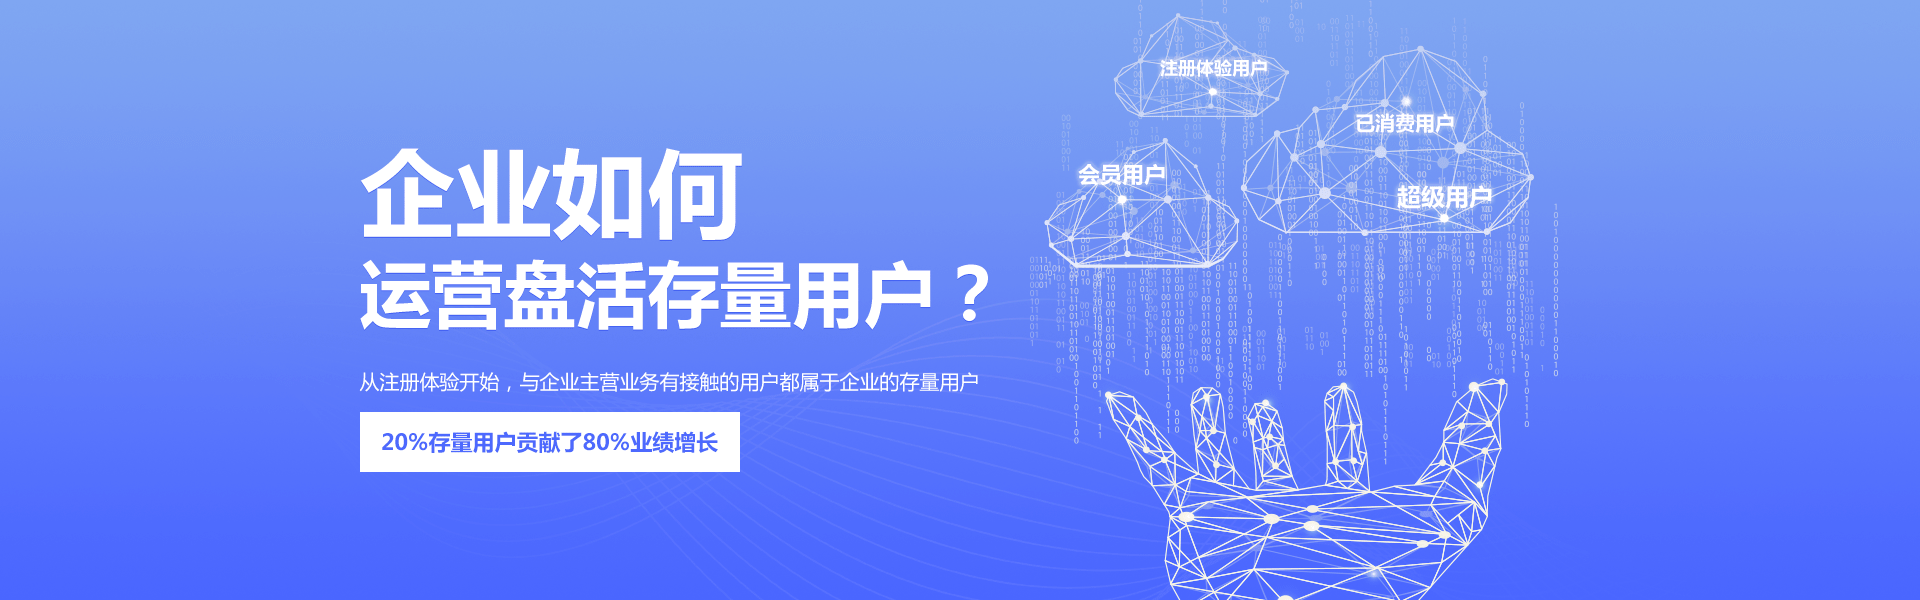 企业如何
运营盘活存量用户？
从注册体验开始，与企业主营业务有接触的用户都属于企业的存量用户
20%存量用户贡献了80%业绩增长
注册体验用户
已消费用户
会员用户
超级用户